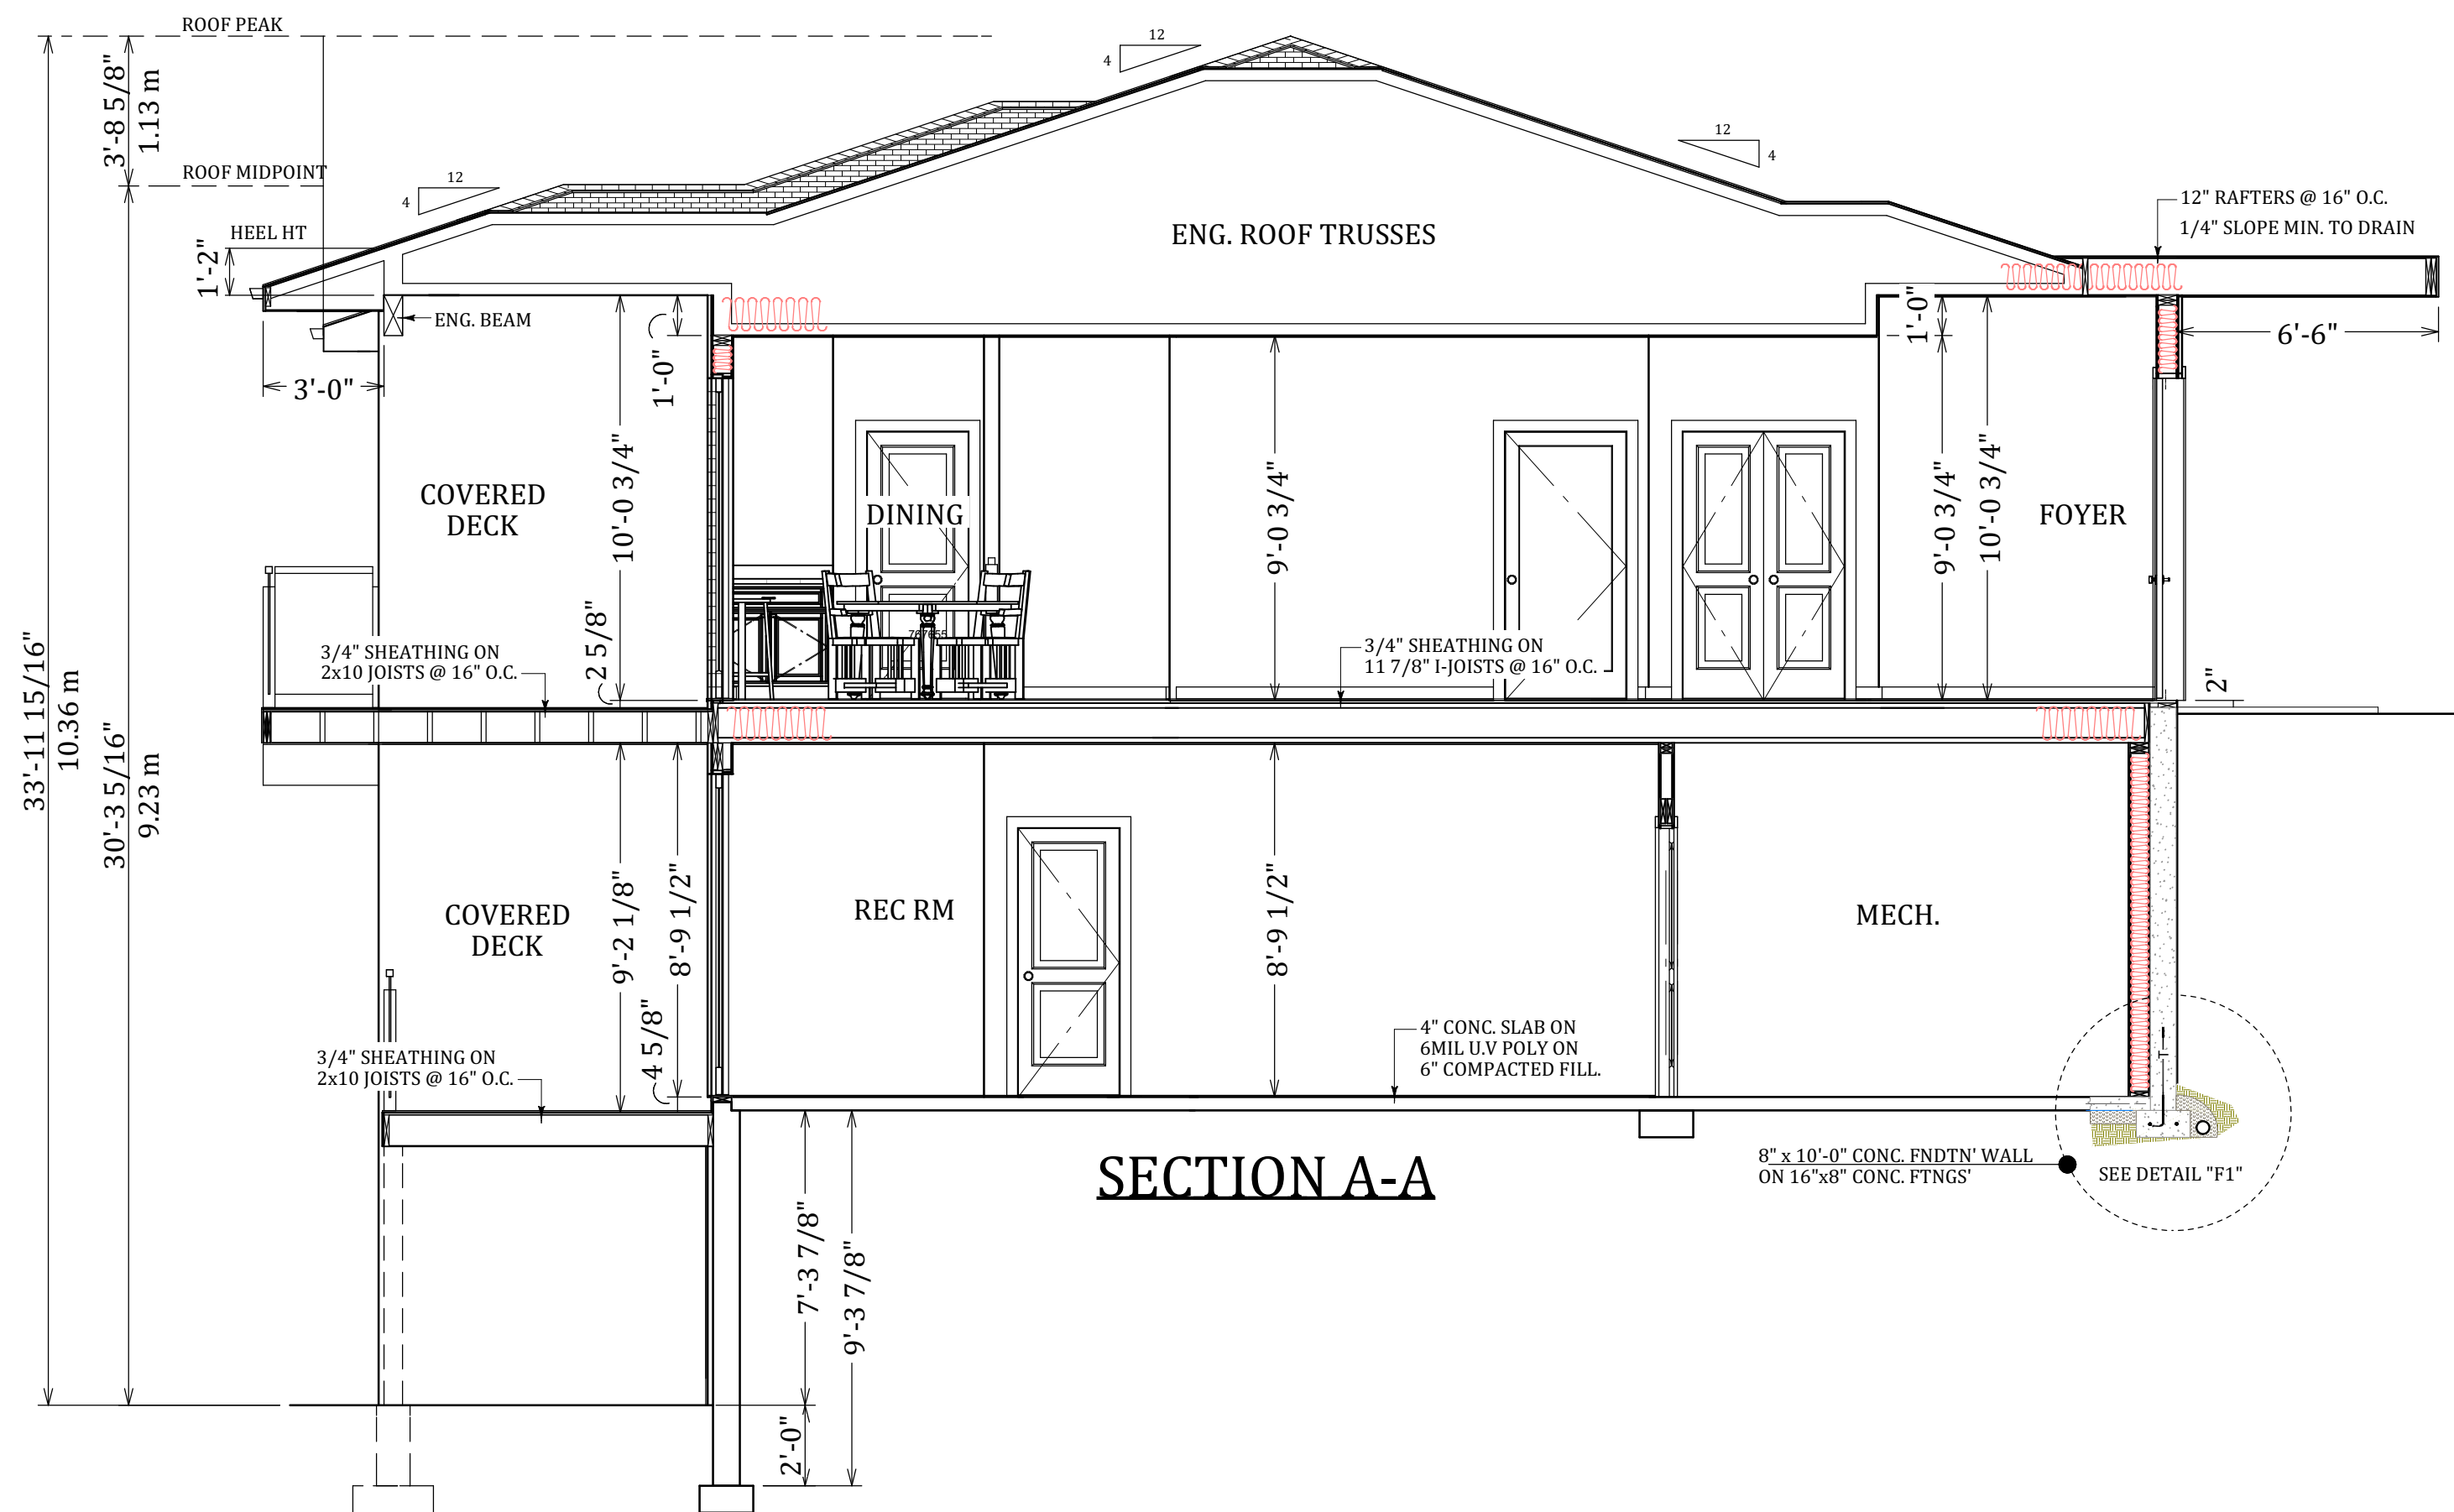 ROOF PEAK
12
4
3'-8 5/8"
1.13 m
12
4
ROOF MIDPOINT
12
4
12" RAFTERS @ 16" O.C.
1/4" SLOPE MIN. TO DRAIN
HEEL HT
1'-2"
ENG. ROOF TRUSSES
ENG. BEAM
1'-0"
1'-0"
6'-6"
3'-0"
COVERED
DECK
10'-0 3/4"
DINING
9'-0 3/4"
9'-0 3/4"
10'-0 3/4"
FOYER
767655
2 5/8"
3/4" SHEATHING ON
2x10 JOISTS @ 16" O.C.
3/4" SHEATHING ON
11 7/8" I-JOISTS @ 16" O.C.
2"
33'-11 15/16"
10.36 m
30'-3 5/16"
9.23 m
COVERED
DECK
9'-2 1/8"
8'-9 1/2"
REC RM
8'-9 1/2"
MECH.
4 5/8"
3/4" SHEATHING ON
2x10 JOISTS @ 16" O.C.
4" CONC. SLAB ON
6MIL U.V POLY ON
6" COMPACTED FILL.
SECTION A-A
8" x 10'-0" CONC. FNDTN' WALL
ON 16"x8" CONC. FTNGS'
SEE DETAIL "F1"
7'-3 7/8"
9'-3 7/8"
2'-0"